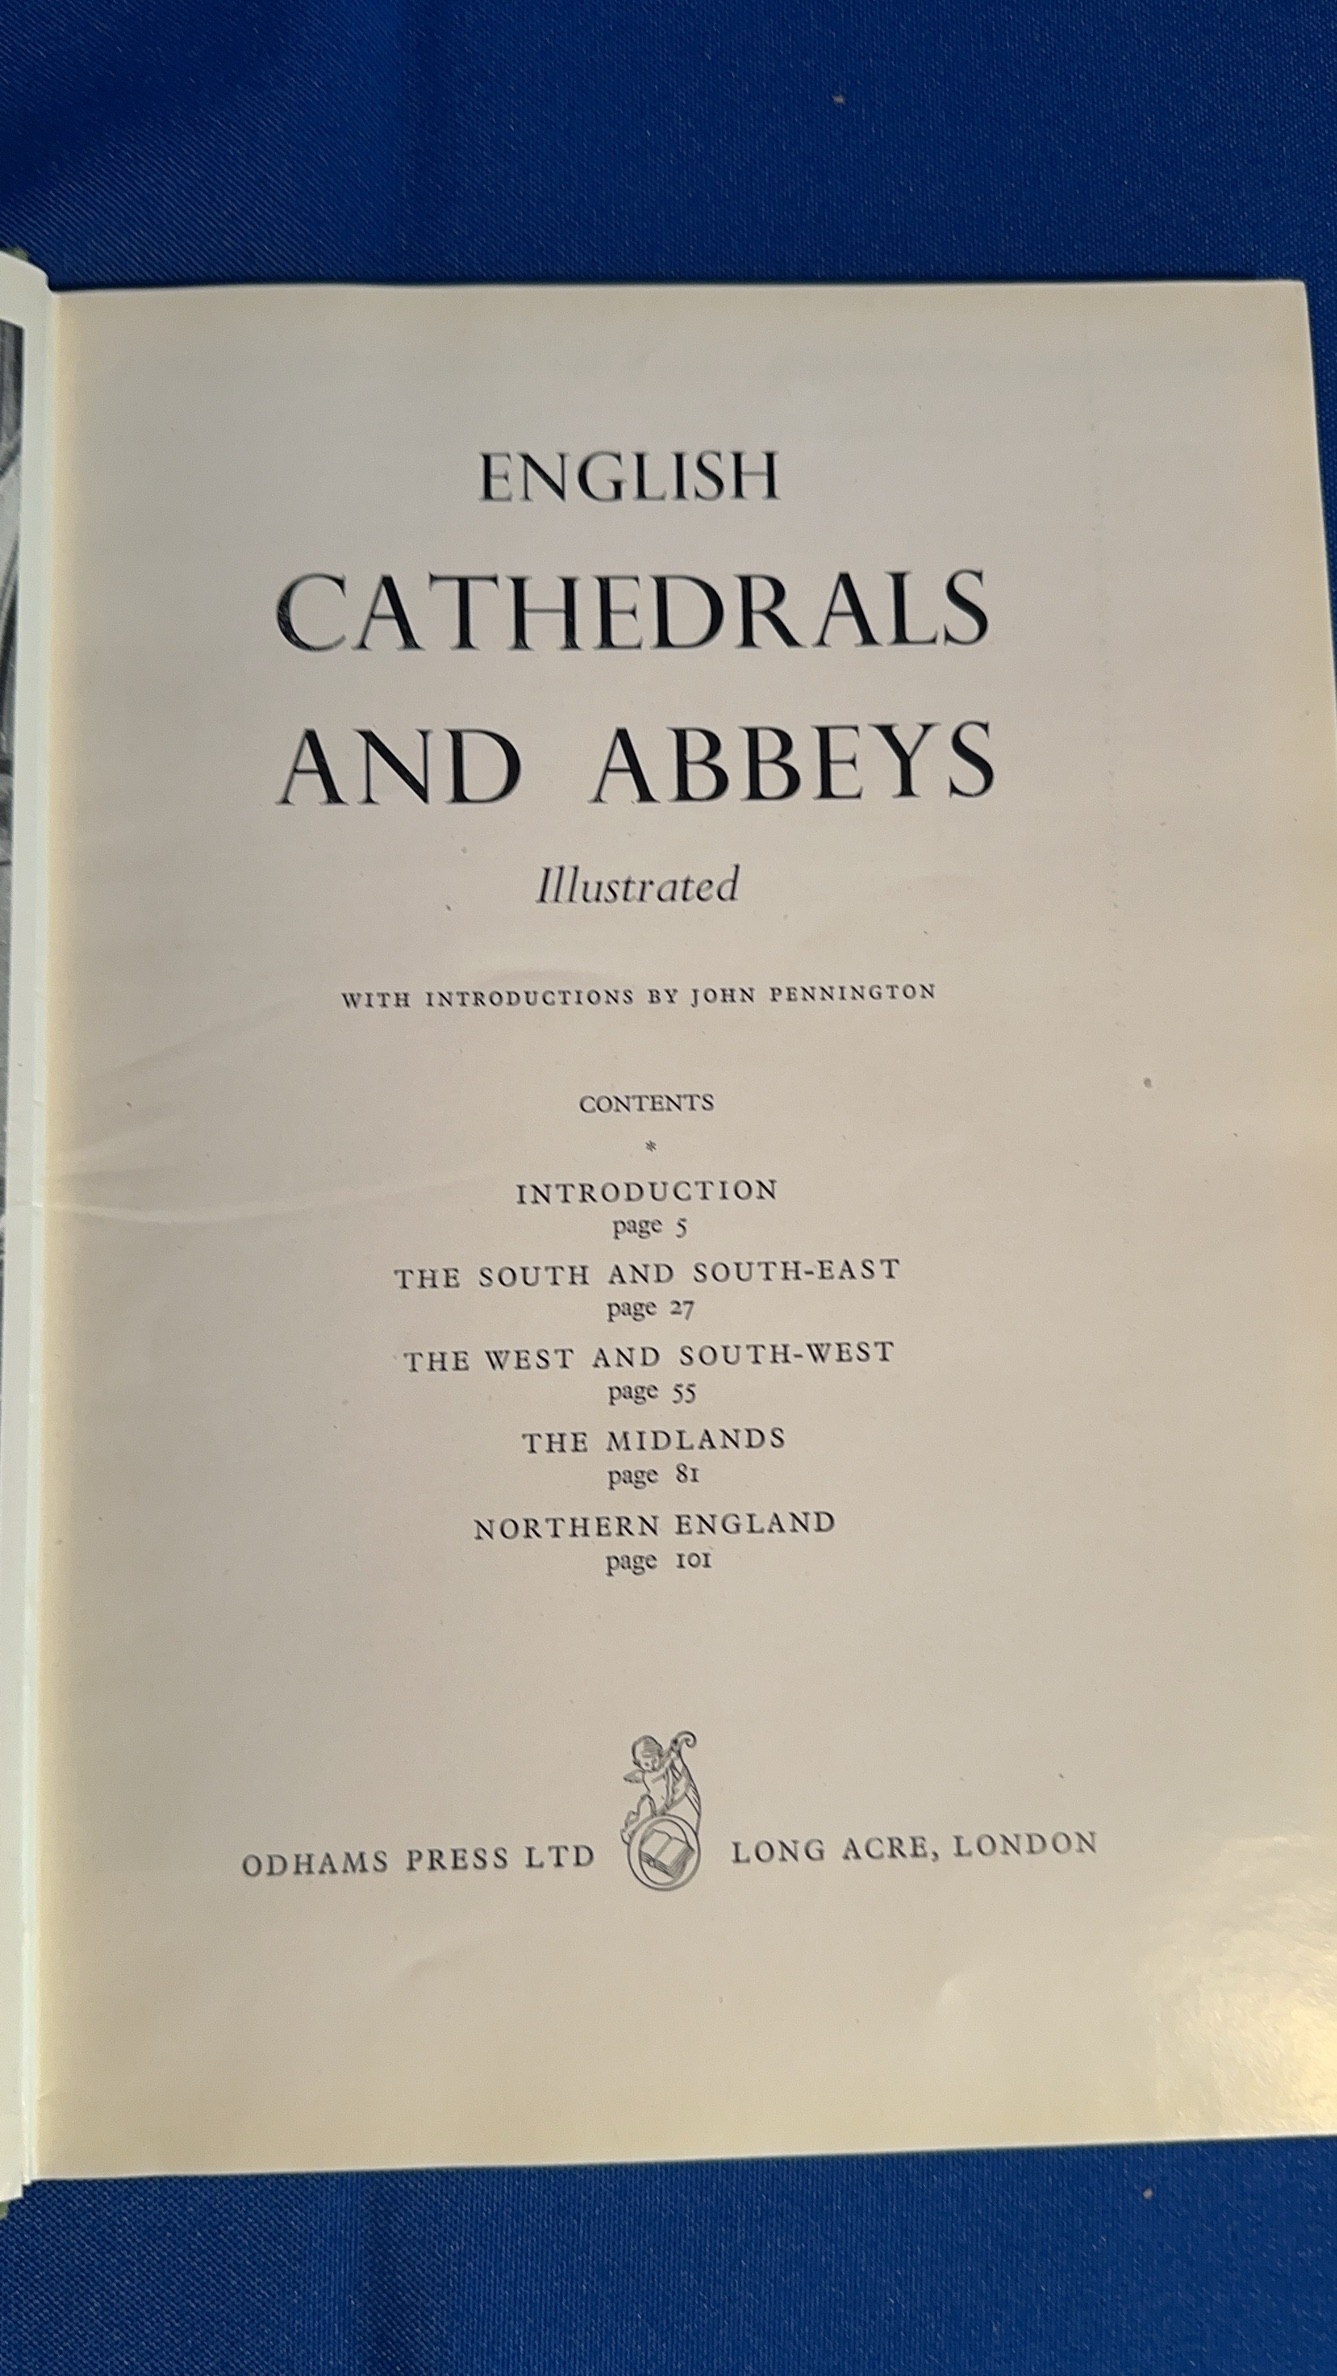 ENGLISH
CATHEDRALS
AND ABBEYS
Illustrated
WITH INTRODUCTIONS BY JOHN PENNINGTON
CONTENTS
*
INTRODUCTION
page 5
THE SOUTH AND SOUTH-EAST
page 27
THE WEST AND SOUTH-WEST
page 55
THE MIDLANDS
page 81
NORTHERN ENGLAND
page 101
ODHAMS PRESS LTD LONG ACRE, LONDON